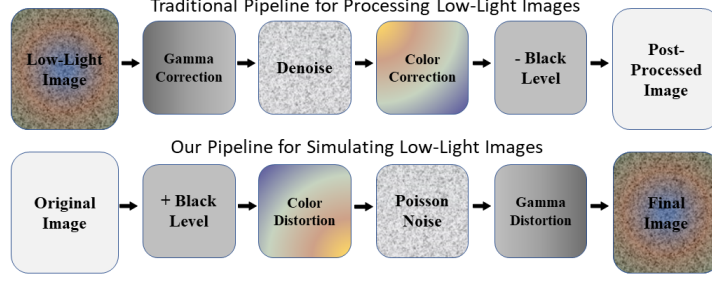 Traditional Pipeline for Processing Low-Light Images
Low-Light
Image
Gamma
Correction
Denoise
Color
Correction
- Black
Level
Post-
Processed
Image
Our Pipeline for Simulating Low-Light Images
Original
Image
+ Black
Level
Color
Distortion
Poisson
Noise
Gamma
Distortion
Final
Image